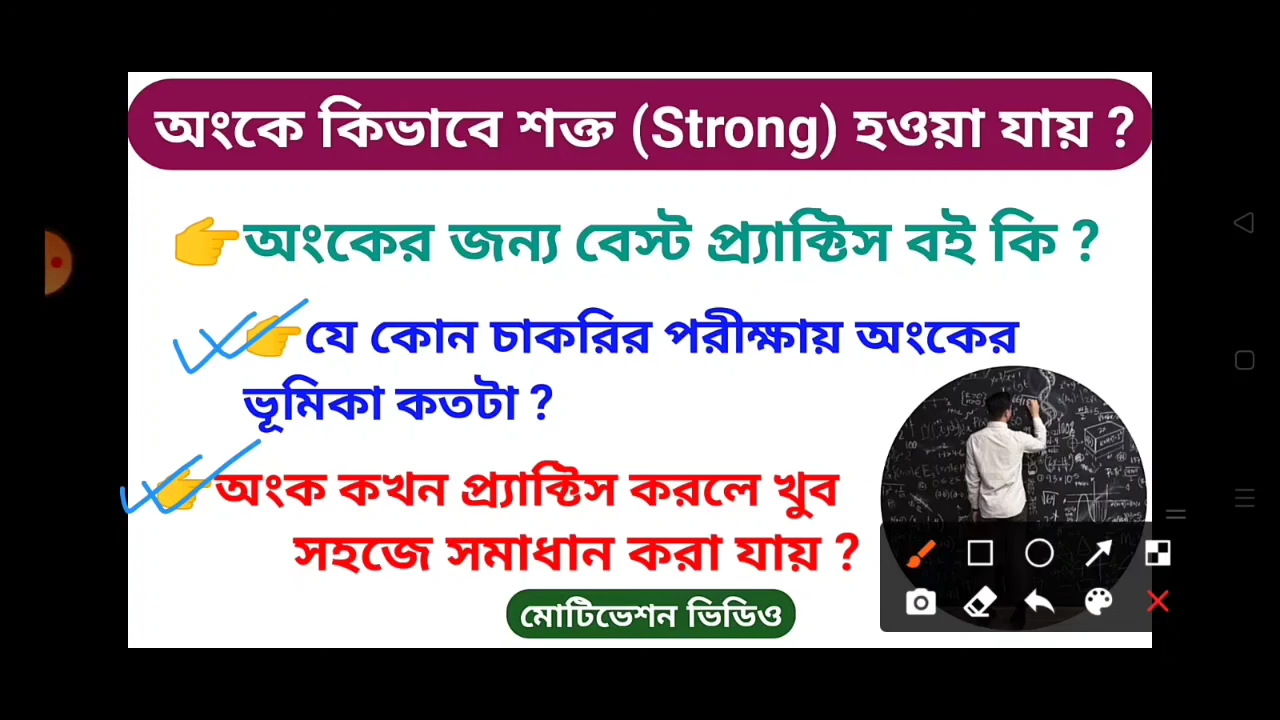 অংকে কিভাবে শক্ত (Strong) হওয়া যায় ?
👉অংকের জন্য বেস্ট প্র্যাক্টিস বই কি ?
👉যে কোন চাকরির পরীক্ষায় অংকের
ভূমিকা কতটা ?
👉অংক কখন প্র্যাক্টিস করলে খুব
সহজে সমাধান করা যায় ?
মোটিভেশন ভিডিও